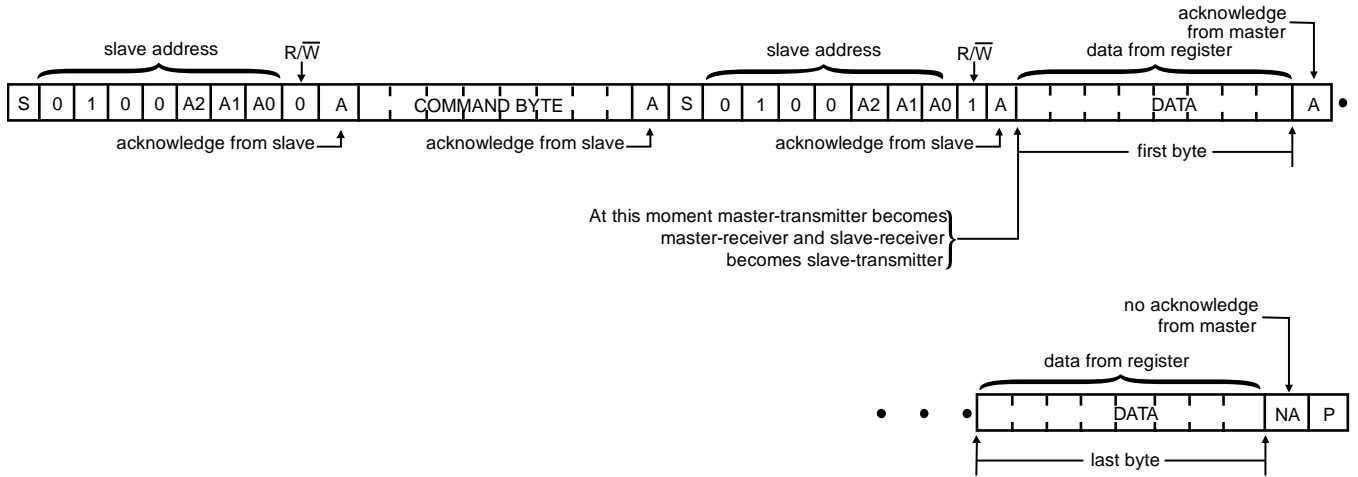 acknowledge
from master
slave address R/W̅ slave address R/W̅ data from register
S 0 1 0 0 A2 A1 A0 0 A COMMAND BYTE A S 0 1 0 0 A2 A1 A0 1 A DATA A
acknowledge from slave acknowledge from slave acknowledge from slave first byte
At this moment master-transmitter becomes
master-receiver and slave-receiver
becomes slave-transmitter
no acknowledge
from master
data from register
DATA NA P
last byte